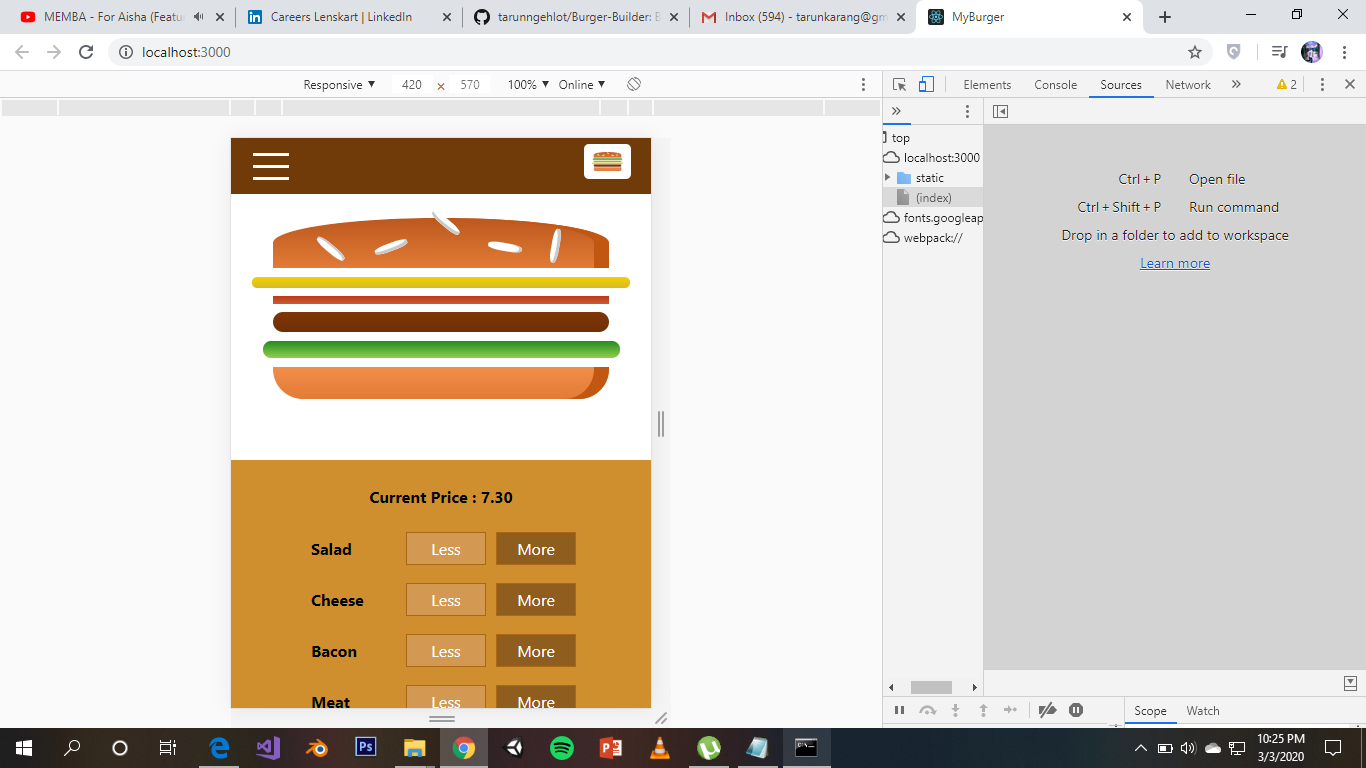 MEMBA - For Aisha (Featu
Careers Lenskart | LinkedIn
tarunngehlot/Burger-Builder: B
Inbox (594) - tarunkarang@gm
MyBurger
localhost:3000
Responsive ▼ 420 × 570 100% ▼ Online ▼
Elements Console Sources Network » 2
»
top
localhost:3000
static
(index)
fonts.googleap
webpack://
Ctrl + P Open file
Ctrl + Shift + P Run command
Drop in a folder to add to workspace
Learn more
Current Price : 7.30
Salad Less More
Cheese Less More
Bacon Less More
Meat Less More
Scope Watch
Ps
10:25 PM
3/3/2020